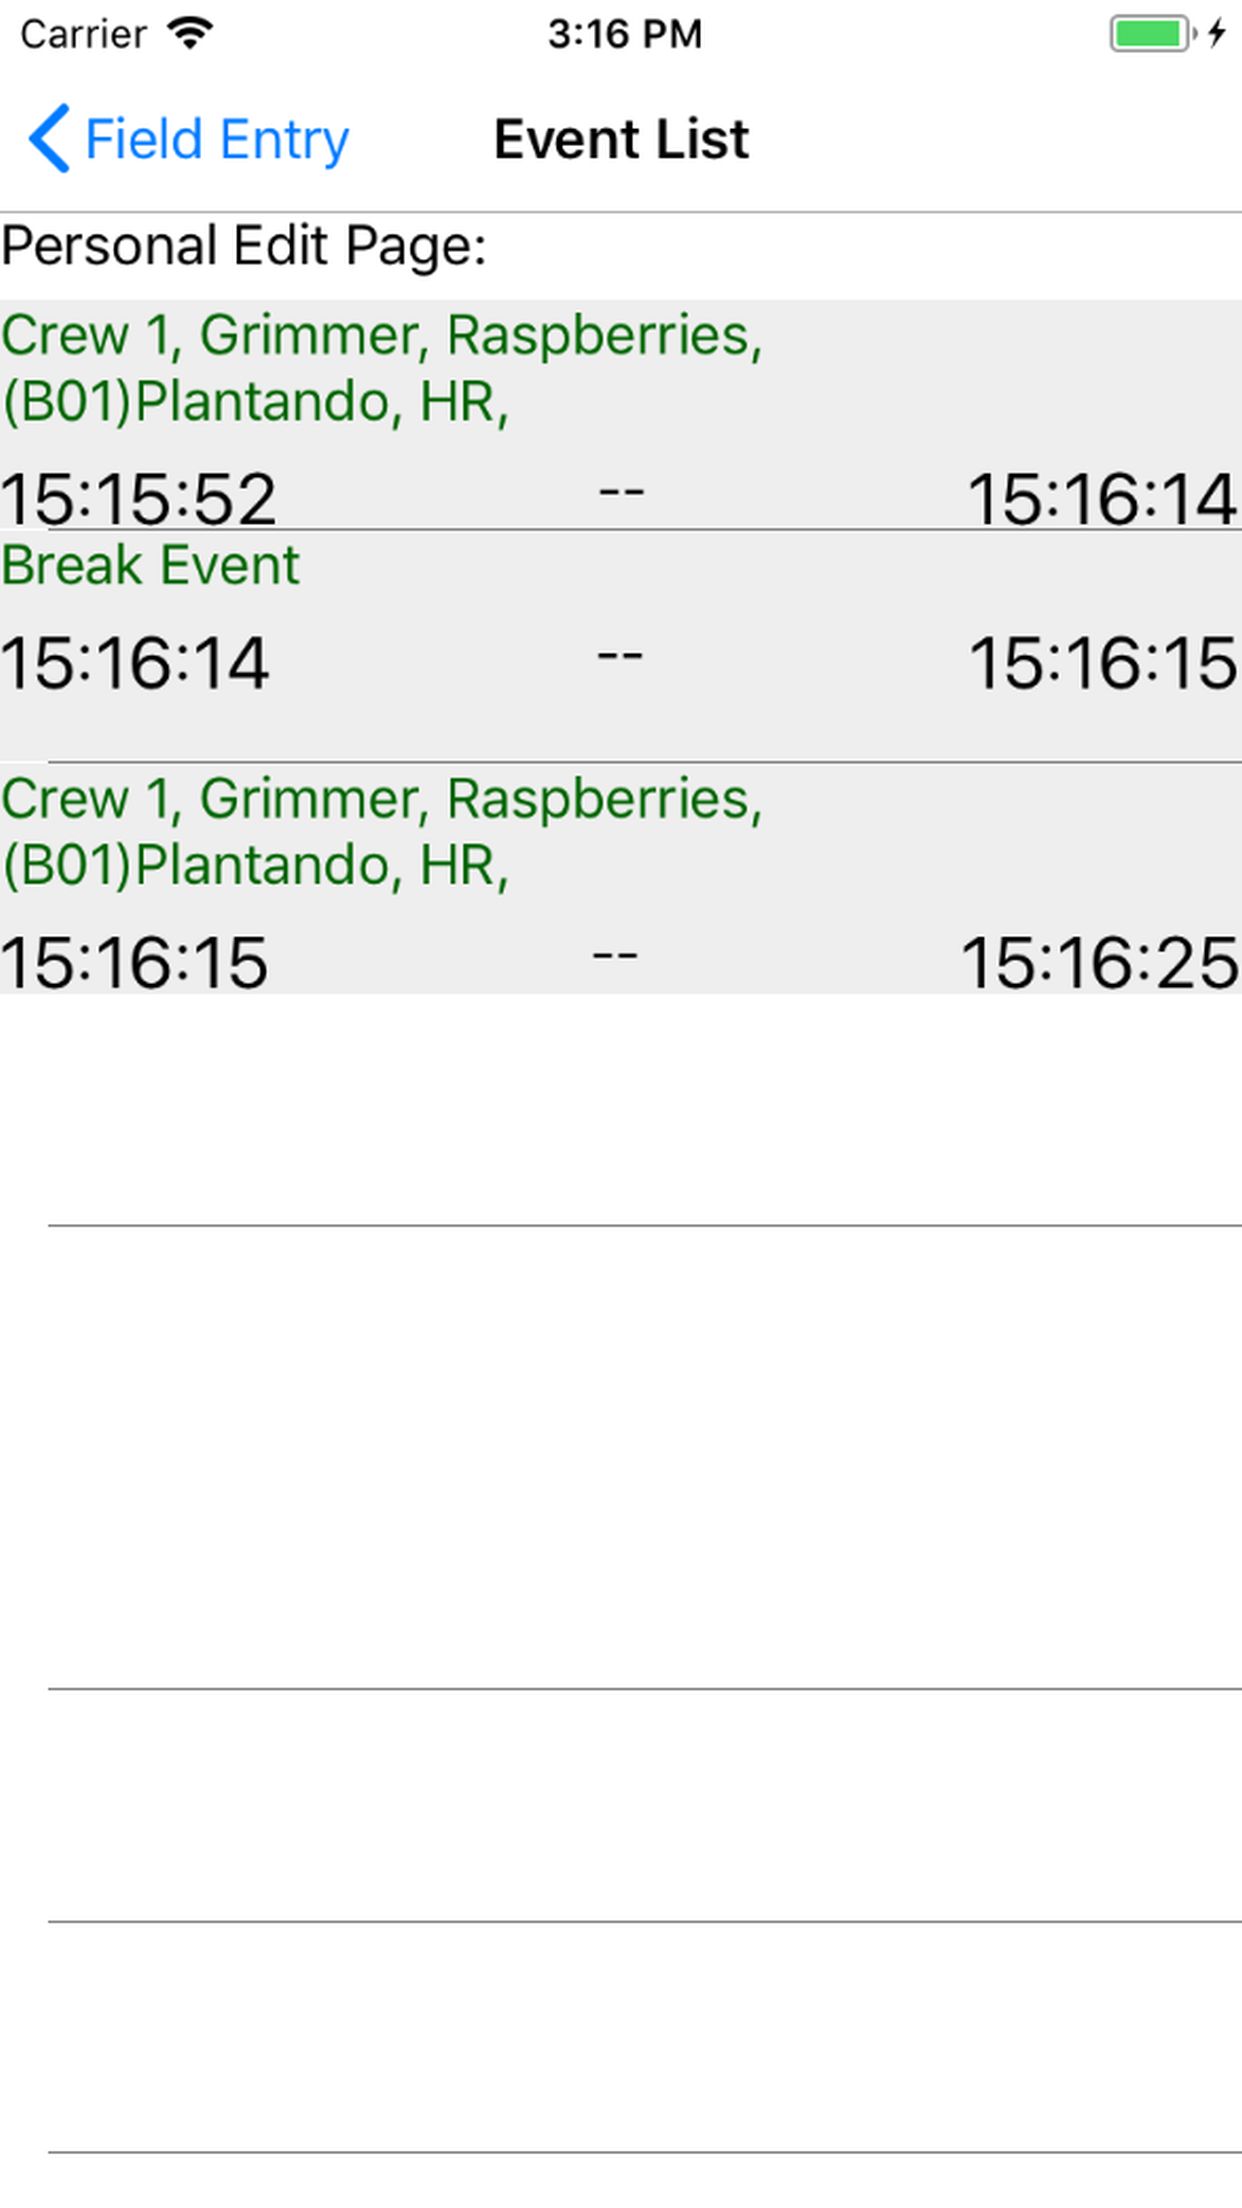 Carrier 3:16 PM
Field Entry Event List
Personal Edit Page:
Crew 1, Grimmer, Raspberries,
(B01)Plantando, HR,
15:15:52 -- 15:16:14
Break Event
15:16:14 -- 15:16:15
Crew 1, Grimmer, Raspberries,
(B01)Plantando, HR,
15:16:15 -- 15:16:25